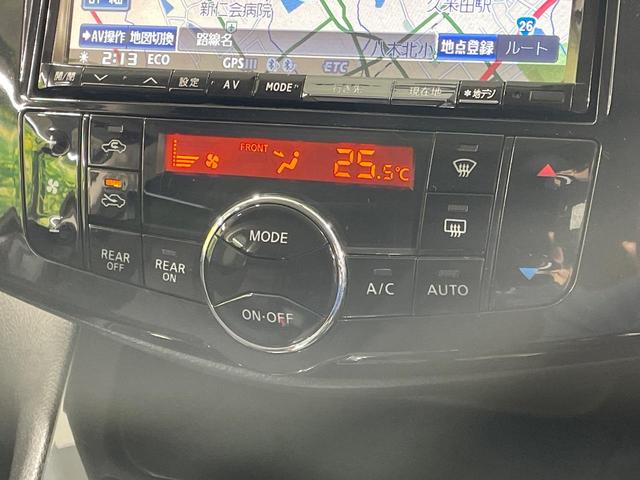 新仁会病院
久米田駅
26
AV操作 地図切換
路線名
八木北小
地点登録
ルート
2:13 ECO
GPS
ETC
開/閉
設定
AV
MODE
行き先
現在地
*地デジ
FRONT
25.5℃
MODE
REAR OFF
REAR ON
A/C
AUTO
ON·OFF